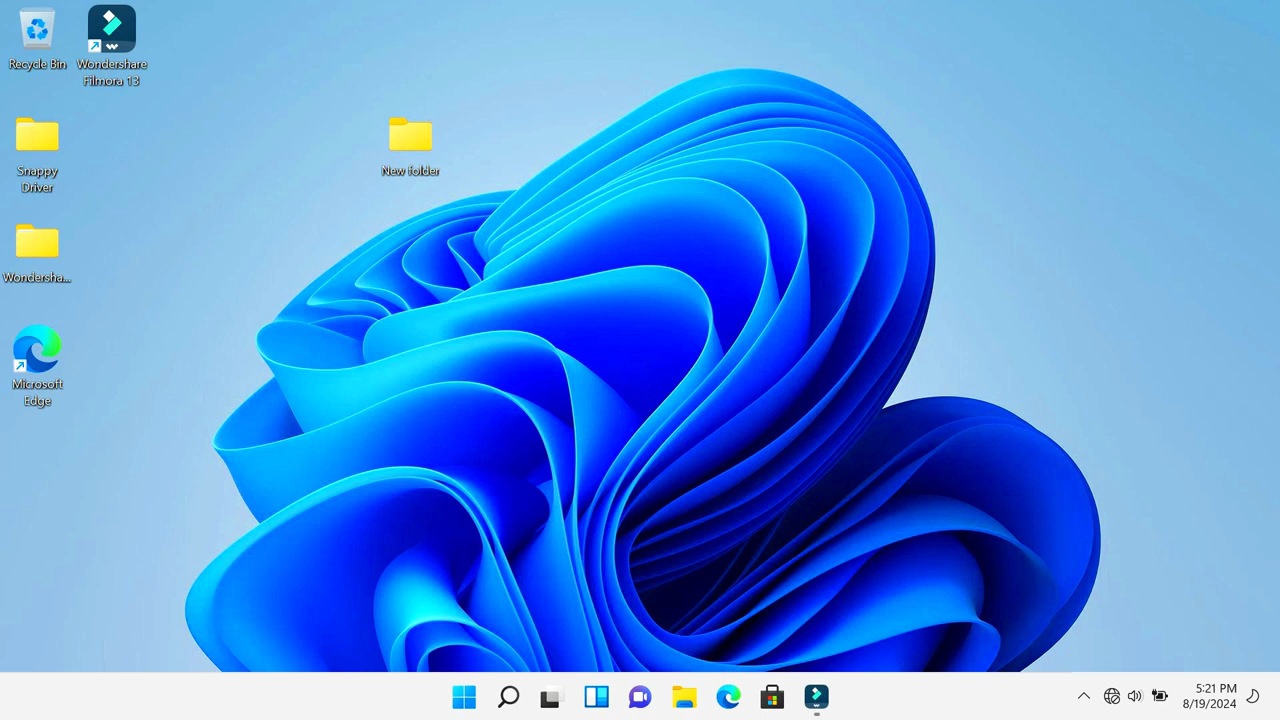 Recycle Bin
Wondershare
Filmora 13
Snappy
Driver
New folder
Wondersha...
Microsoft
Edge
5:21 PM
8/19/2024